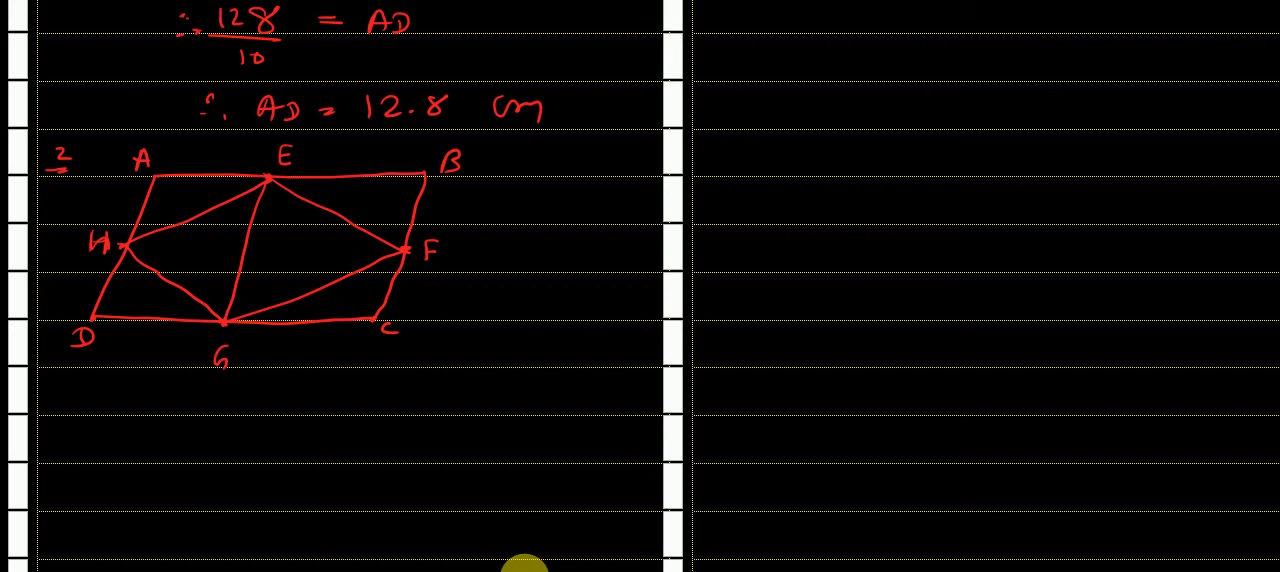 ∴ 128/10 = AD
∴ AD = 12.8 cm
2 A E B
H F
D G C